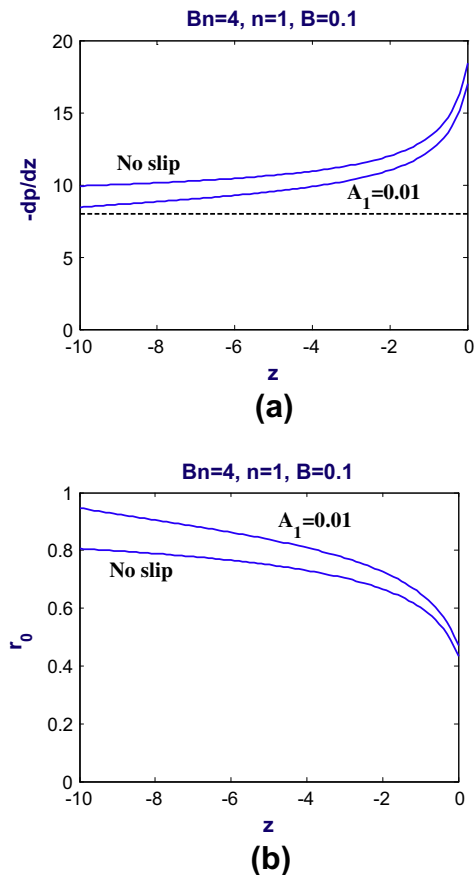 Bn=4, n=1, B=0.1
20
15
10
5
0
-dp/dz
No slip
A1=0.01
-10 -8 -6 -4 -2 0
z
(a)
Bn=4, n=1, B=0.1
1
0.8
0.6
0.4
0.2
0
r0
A1=0.01
No slip
-10 -8 -6 -4 -2 0
z
(b)